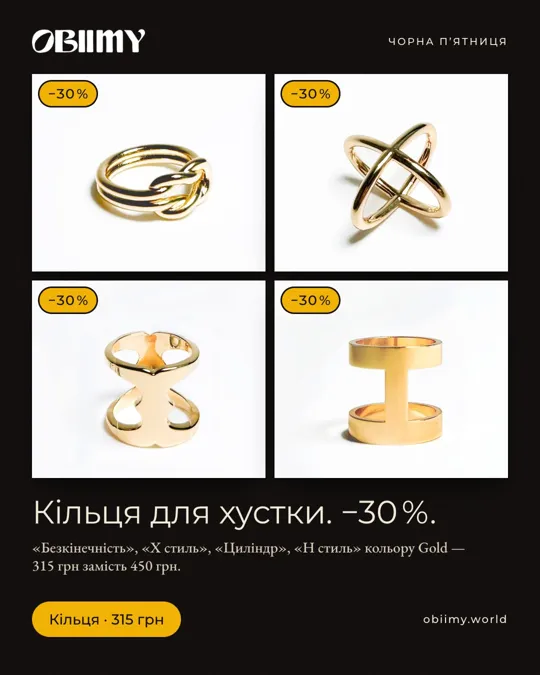 OBIIMY
ЧОРНА П'ЯТНИЦЯ
−30%
−30%
−30%
−30%
Кільця для хустки. −30%.
«Безкінечність», «Х стиль», «Циліндр», «Н стиль» кольору Gold —
315 грн замість 450 грн.
Кільця · 315 грн
obiimy.world